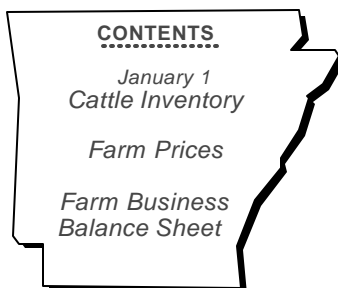 CONTENTS
January 1
Cattle Inventory
Farm Prices
Farm Business
Balance Sheet